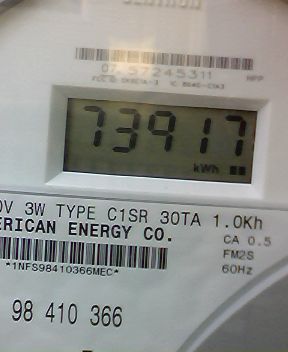 07 57245311
HPP
73917
kWh
0V 3W TYPE C1SR 30TA 1.0Kh
ERICAN ENERGY CO.
CA 0.5
FM2S
60Hz
*1NFS98410366MEC*
98 410 366